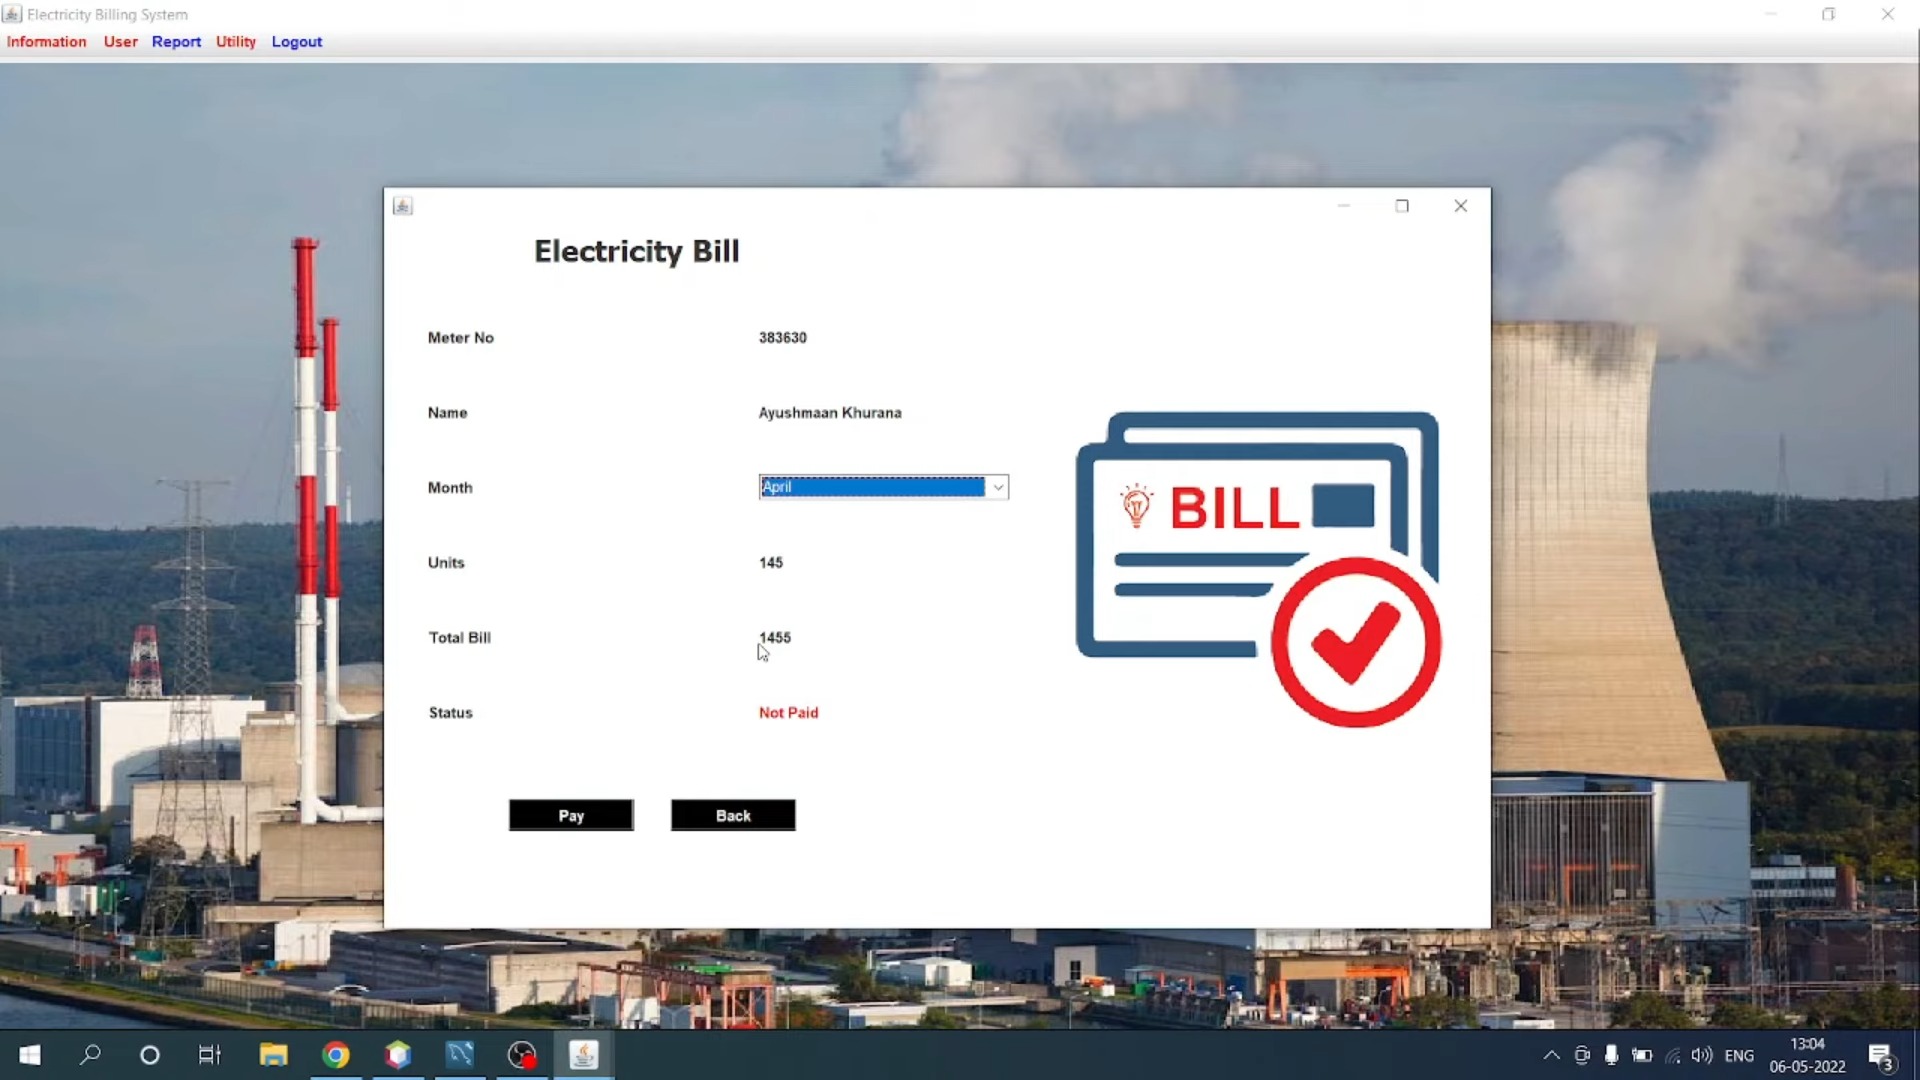 Electricity Billing System
Information User Report Utility Logout
Electricity Bill
Meter No 383630
Name Ayushmaan Khurana
Month April
BILL
Units 145
Total Bill 1455
Status Not Paid
Pay Back
ENG 13:04
06-05-2022
3